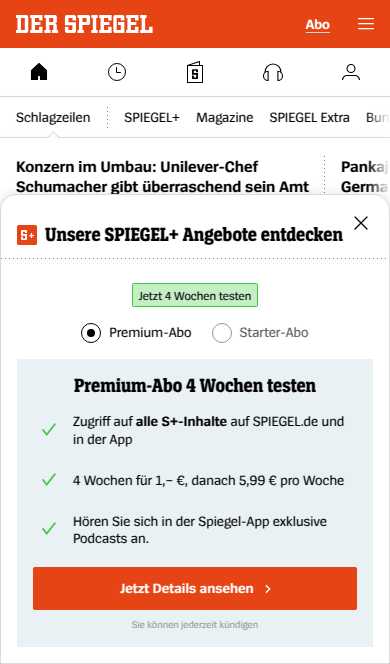 DER SPIEGEL
Abo
Schlagzeilen
SPIEGEL+
Magazine
SPIEGEL Extra
Konzern im Umbau: Unilever-Chef
Schumacher gibt überraschend sein Amt
S+ Unsere SPIEGEL+ Angebote entdecken
Jetzt 4 Wochen testen
Premium-Abo
Starter-Abo
Premium-Abo 4 Wochen testen
Zugriff auf alle S+-Inhalte auf SPIEGEL.de und
in der App
4 Wochen für 1,– €, danach 5,99 € pro Woche
Hören Sie sich in der Spiegel-App exklusive
Podcasts an.
Jetzt Details ansehen
Sie können jederzeit kündigen